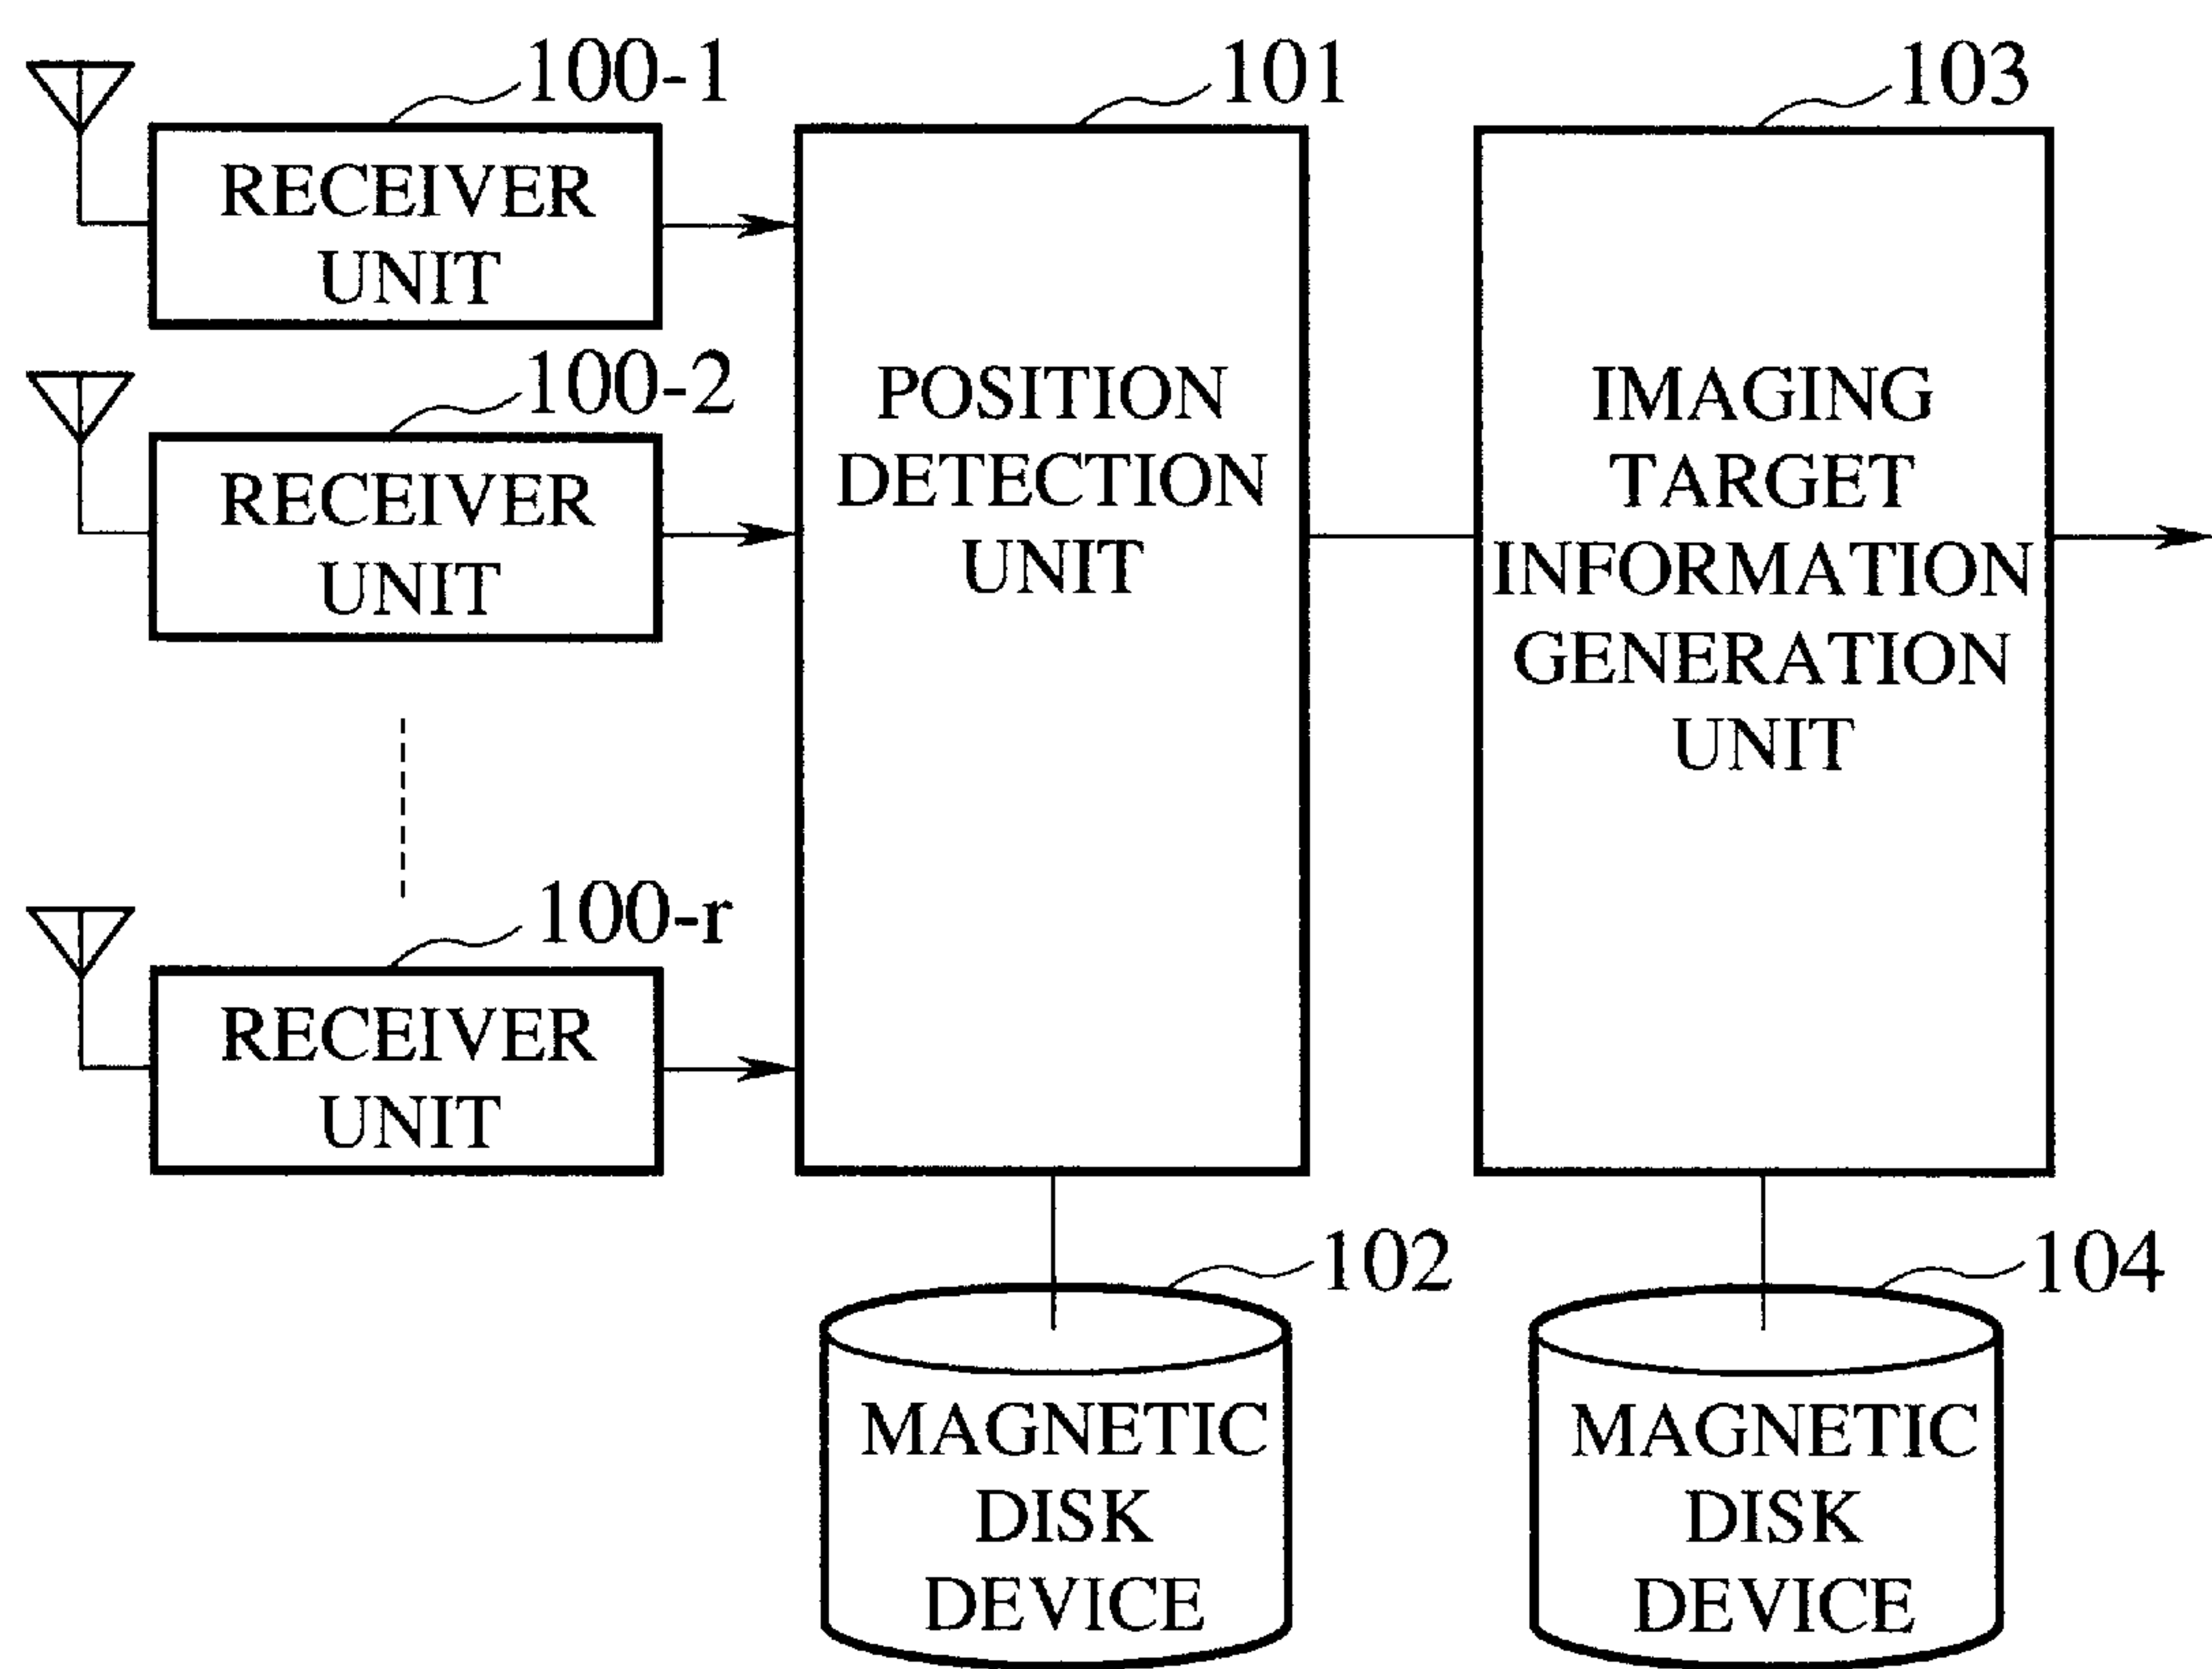 100-1
RECEIVER
UNIT
100-2
RECEIVER
UNIT
100-r
RECEIVER
UNIT
101
POSITION
DETECTION
UNIT
103
IMAGING
TARGET
INFORMATION
GENERATION
UNIT
102
MAGNETIC
DISK
DEVICE
104
MAGNETIC
DISK
DEVICE